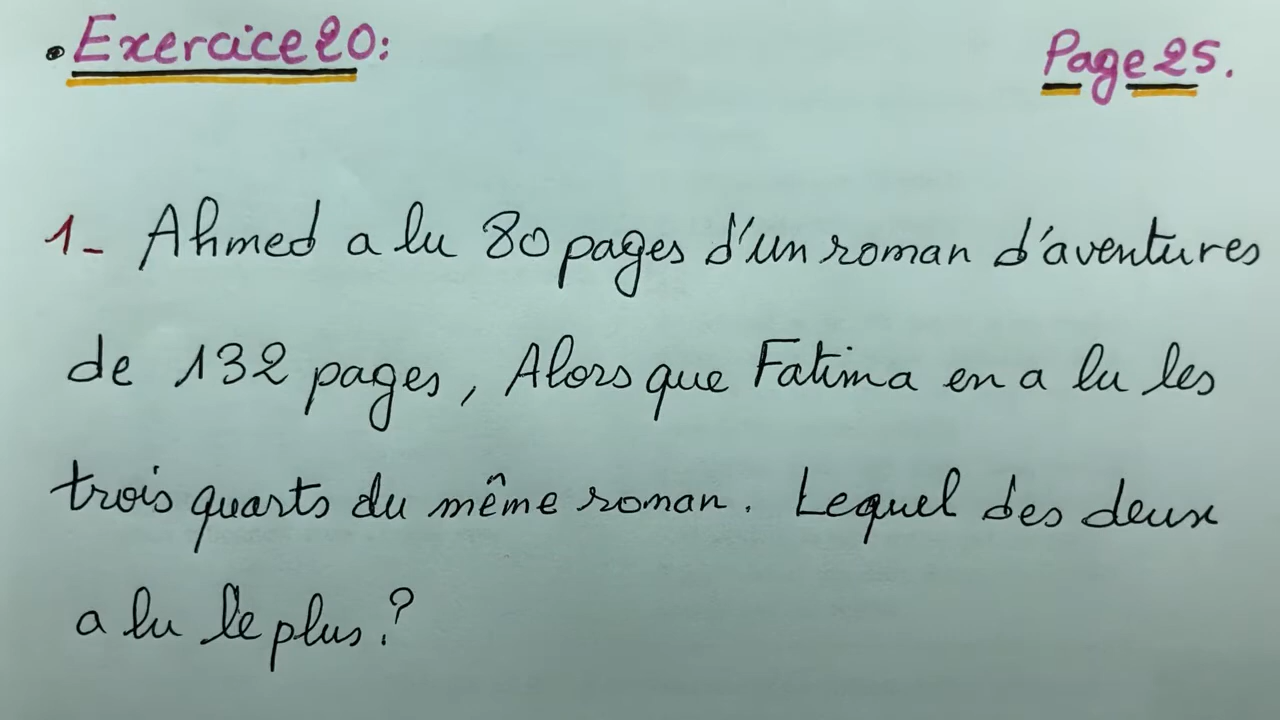 • Exercice 20: Page 25.
1- Ahmed a lu 80 pages d'un roman d'aventures
de 132 pages, Alors que Fatima en a lu les
trois quarts du même roman. Lequel des deux
a lu le plus?